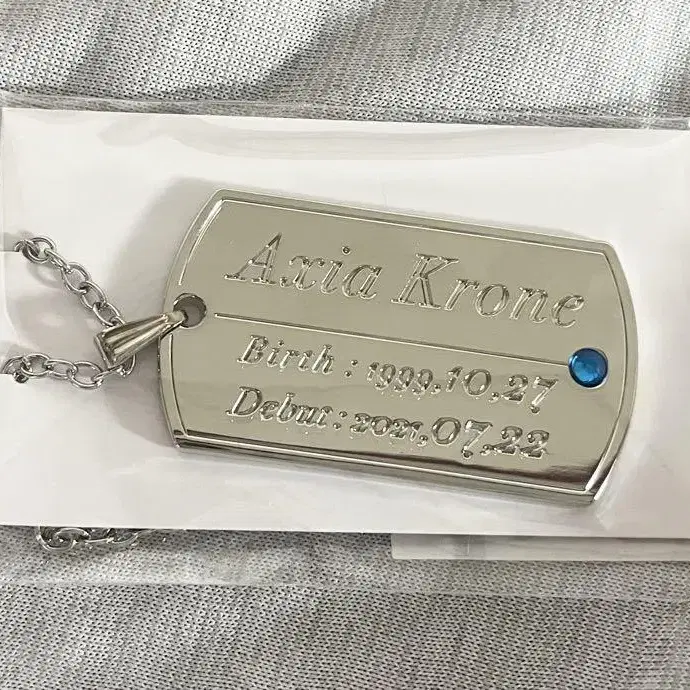 Axia Krone
Birth : 1999,10,27
Debut : 2021,07,22